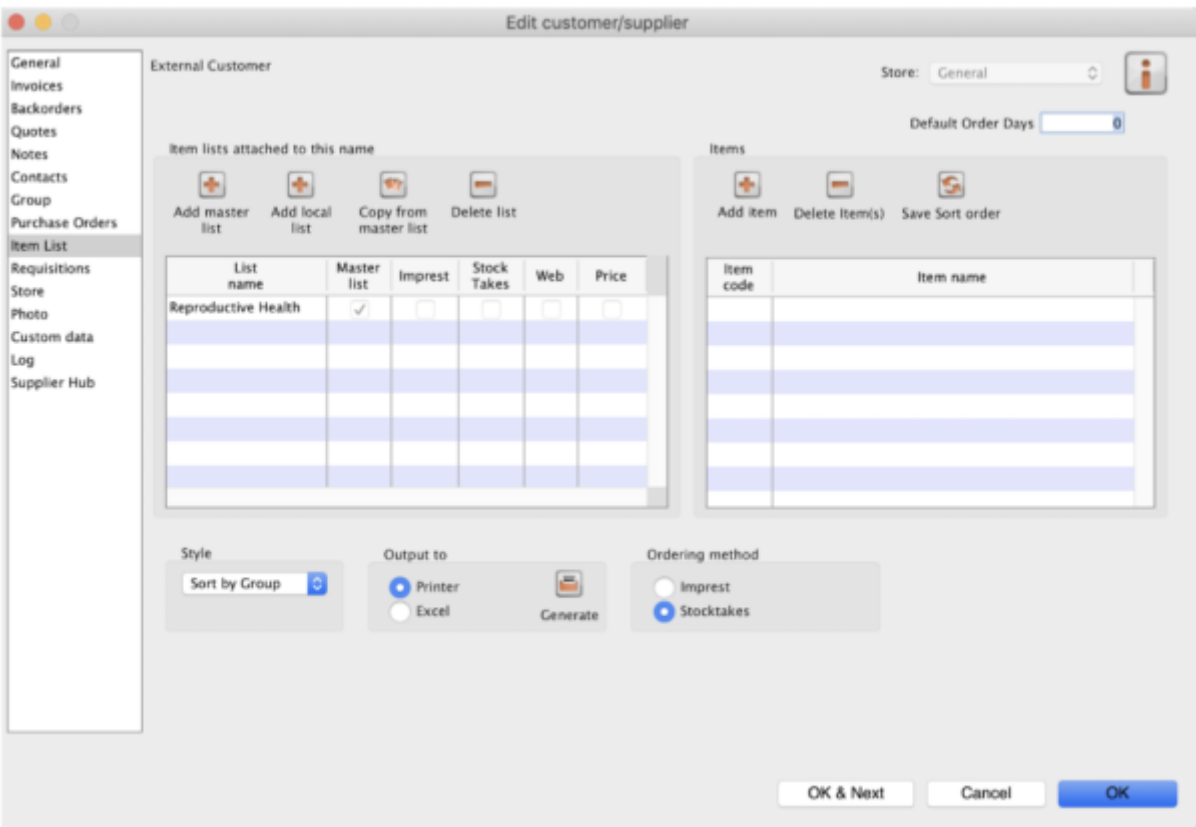 Edit customer/supplier
General
Invoices
Backorders
Quotes
Notes
Contacts
Group
Purchase Orders
Item List
Requisitions
Store
Photo
Custom data
Log
Supplier Hub
External Customer
Store: General
Default Order Days 0
Item lists attached to this name
Add master
list
Add local
list
Copy from
master list
Delete list
List
name
Master
list
Imprest
Stock
Takes
Web
Price
Reproductive Health
Items
Add item
Delete Item(s)
Save Sort order
Item
code
Item name
Style
Sort by Group
Output to
Printer
Excel
Generate
Ordering method
Imprest
Stocktakes
OK & Next
Cancel
OK